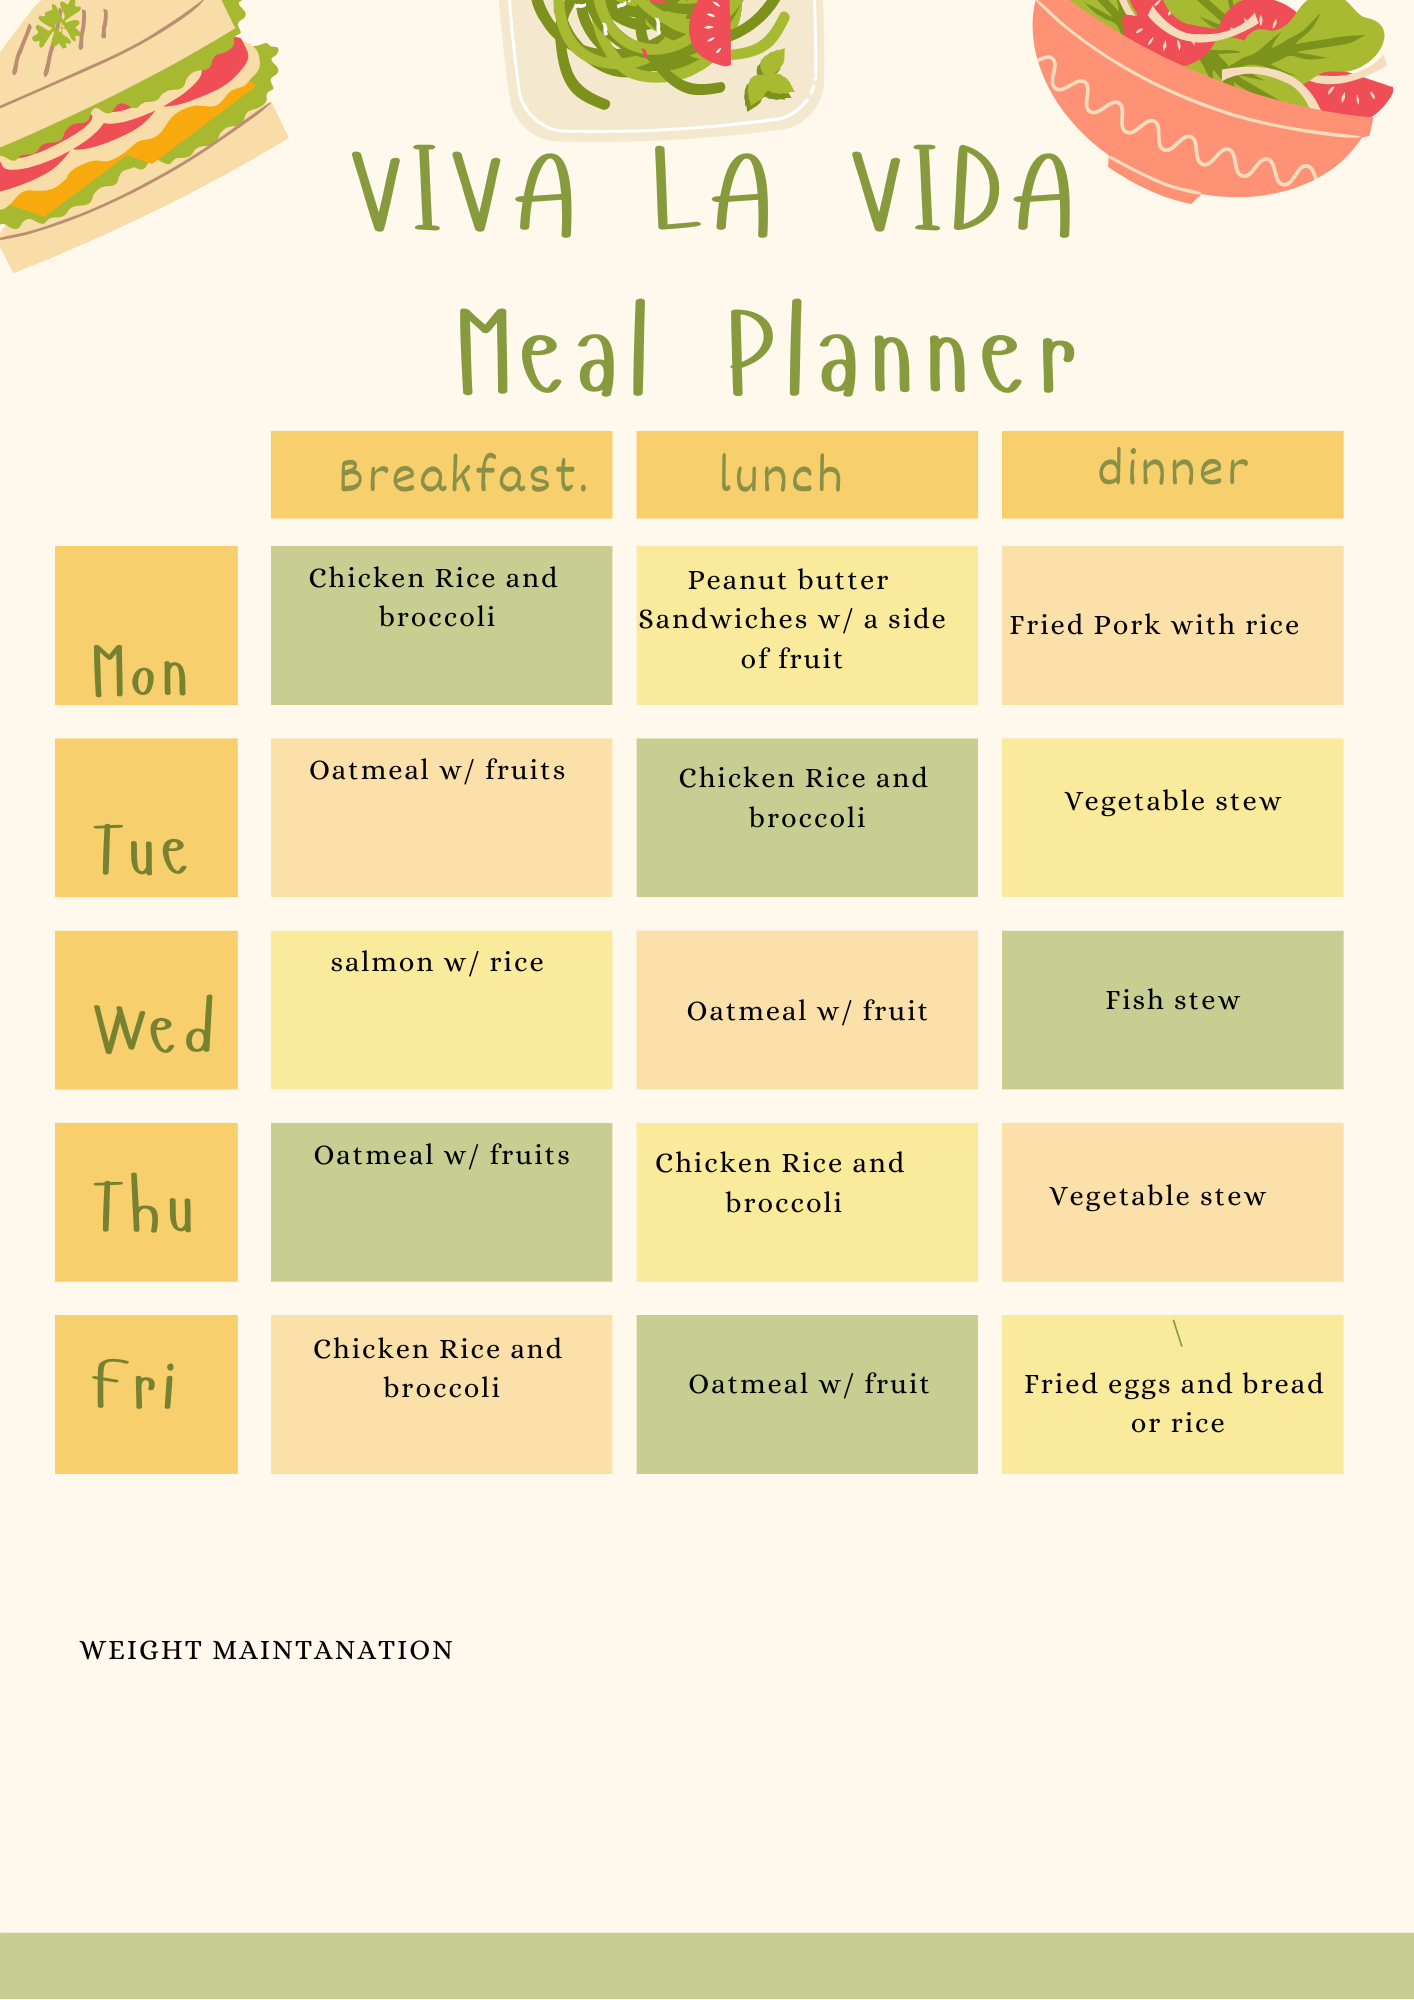 VIVA LA VIDA
Meal Planner
Breakfast.
lunch
dinner
Mon
Chicken Rice and
broccoli
Peanut butter
Sandwiches w/ a side
of fruit
Fried Pork with rice
Tue
Oatmeal w/ fruits
Chicken Rice and
broccoli
Vegetable stew
Wed
salmon w/ rice
Oatmeal w/ fruit
Fish stew
Thu
Oatmeal w/ fruits
Chicken Rice and
broccoli
Vegetable stew
Fri
Chicken Rice and
broccoli
Oatmeal w/ fruit
\
Fried eggs and bread
or rice
WEIGHT MAINTANATION